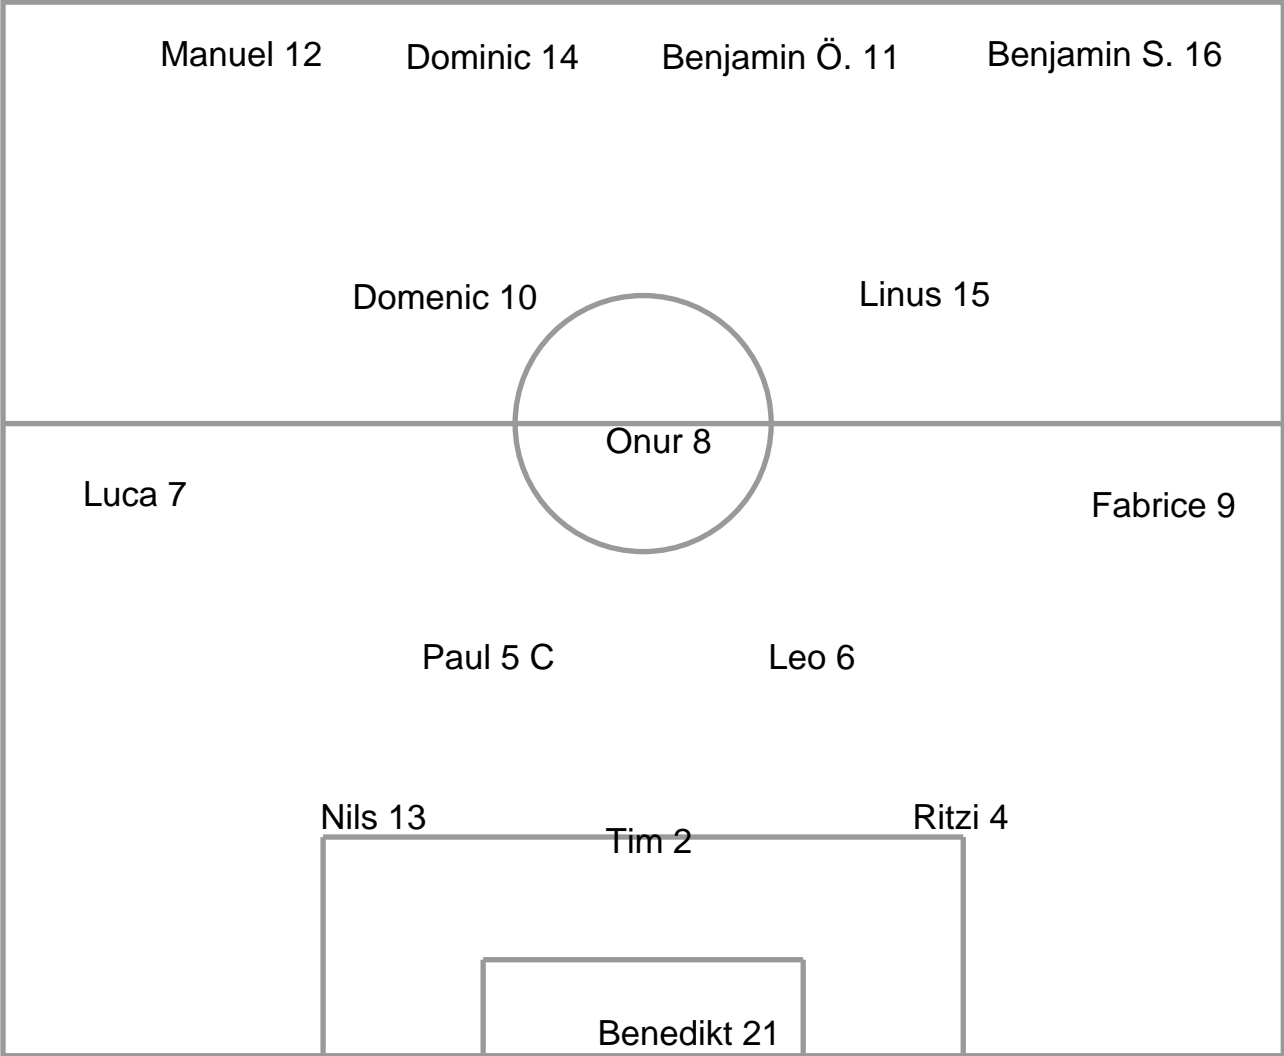 Manuel 12
Dominic 14
Benjamin Ö. 11
Benjamin S. 16
Domenic 10
Linus 15
Onur 8
Luca 7
Fabrice 9
Paul 5 C
Leo 6
Nils 13
Ritzi 4
Tim 2
Benedikt 21